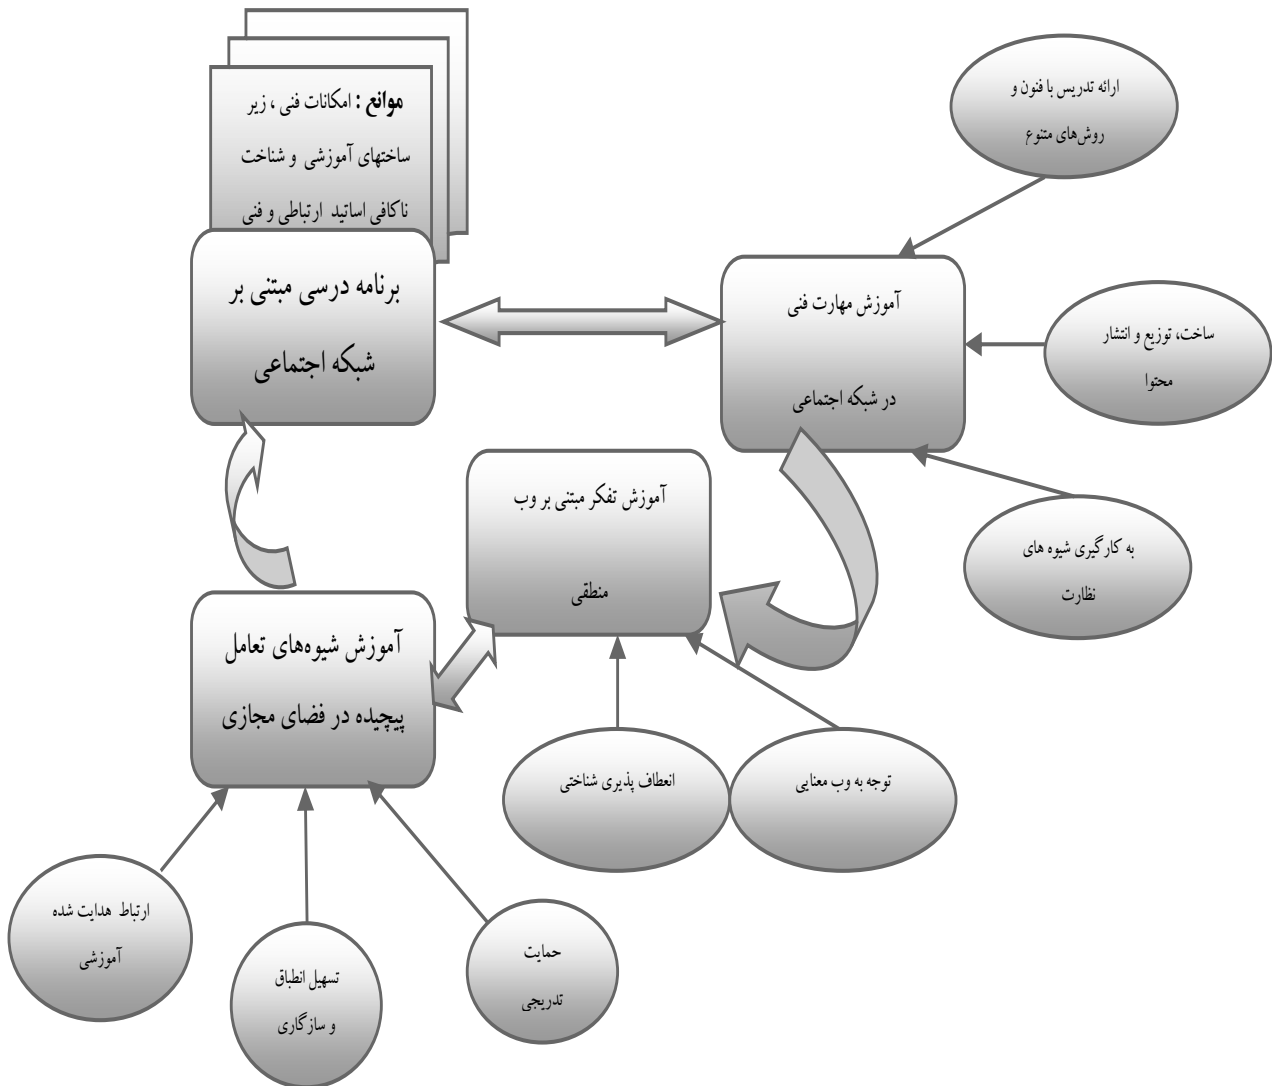 موانع : امکانات فنی ، زیر
ساختهای آموزشی و شناخت
ناکافی اساتید ارتباطی و فنی
برنامه درسی مبتنی بر
شبکه اجتماعی
ارائه تدریس با فنون و
روش‌های متنوع
آموزش مهارت فنی
در شبکه اجتماعی
ساخت، توزیع و انتشار
محتوا
به کارگیری شیوه های
نظارت
آموزش تفکر مبتنی بر وب
منطقی
آموزش شیوه‌های تعامل
پیچیده در فضای مجازی
توجه به وب معنایی
انعطاف پذیری شناختی
حمایت
تدریجی
تسهیل انطباق
و سازگاری
ارتباط هدایت شده
آموزشی